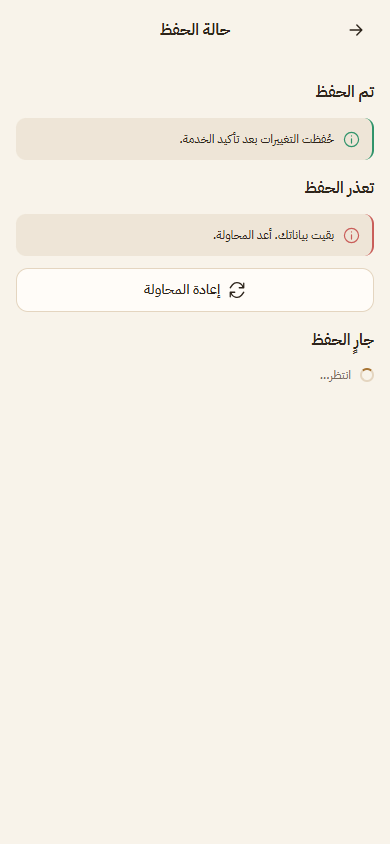 حالة الحفظ
تم الحفظ
حُفظت التغييرات بعد تأكيد الخدمة.
تعذر الحفظ
بقيت بياناتك. أعد المحاولة.
إعادة المحاولة
جارٍ الحفظ
انتظر...